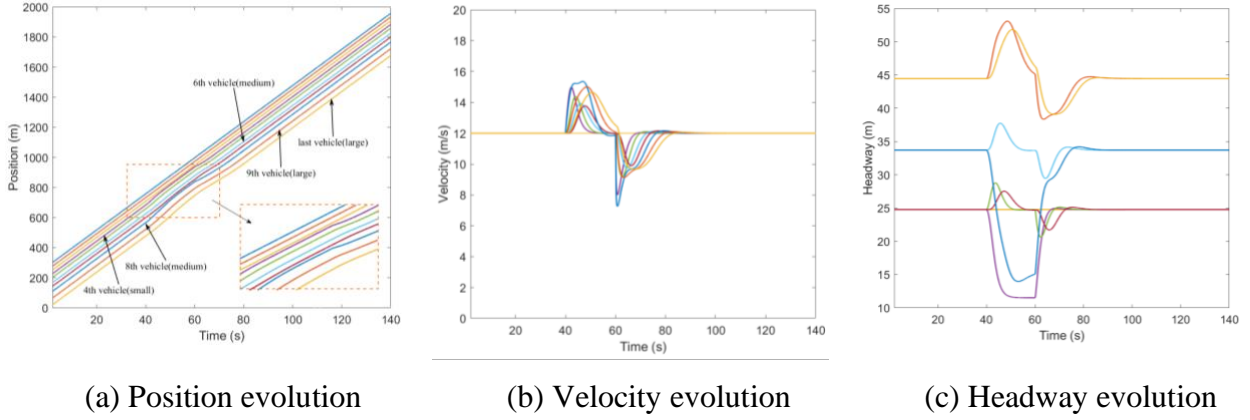 2000
1800
1600
1400
1200
1000
800
600
400
200
0
Position (m)
6th vehicle(medium)
last vehicle(large)
9th vehicle(large)
8th vehicle(medium)
4th vehicle(small)
20 40 60 80 100 120 140
Time (s)
20
18
16
14
12
10
8
6
4
2
0
Velocity (m/s)
20 40 60 80 100 120 140
Time (s)
55
50
45
40
35
30
25
20
15
10
Headway (m)
20 40 60 80 100 120 140
Time (s)
(a) Position evolution
(b) Velocity evolution
(c) Headway evolution